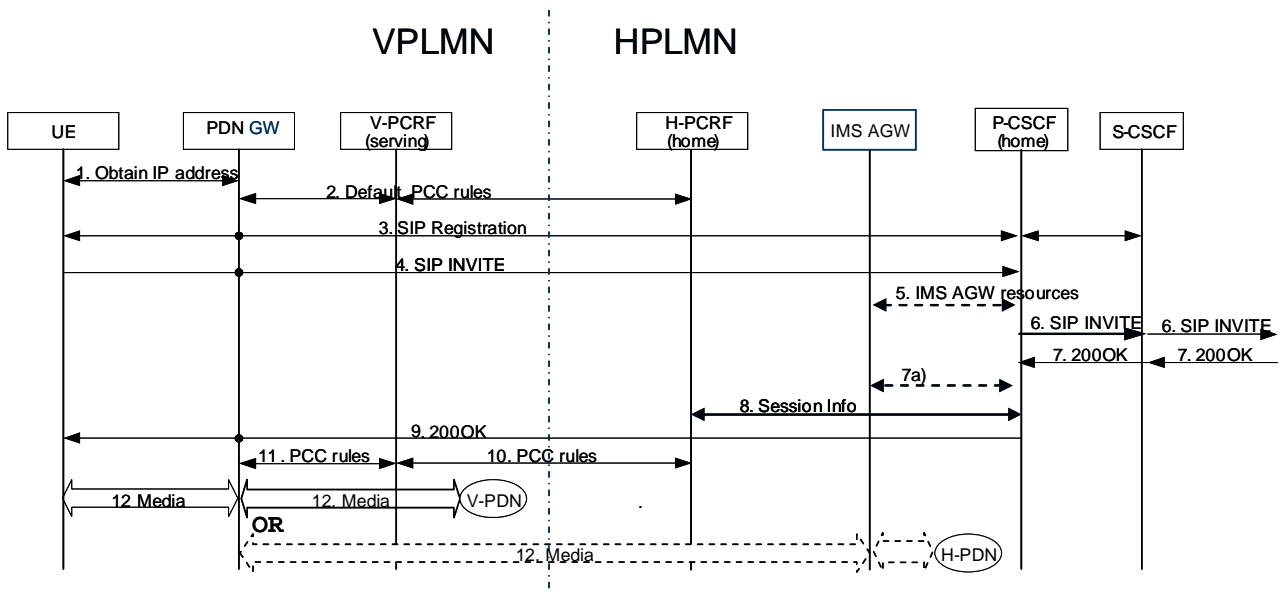 VPLMN
HPLMN
UE
PDN GW
V-PCRF
(serving)
H-PCRF
(home)
IMS AGW
P-CSCF
(home)
S-CSCF
1. Obtain IP address
2. Default PCC rules
3. SIP Registration
4. SIP INVITE
5. IMS AGW resources
6. SIP INVITE
6. SIP INVITE
7. 200OK
7. 200OK
7a)
8. Session Info
9. 200OK
11. PCC rules
10. PCC rules
12 Media
12. Media
V-PDN
OR
12. Media
H-PDN